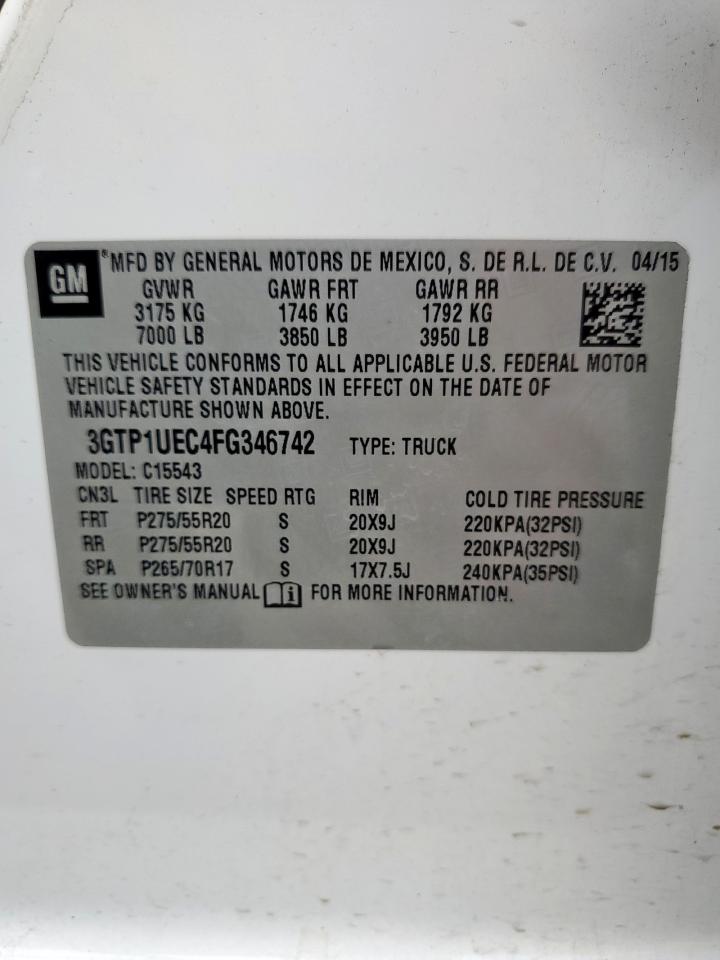 GM ® MFD BY GENERAL MOTORS DE MEXICO, S. DE R.L. DE C.V. 04/15
GVWR GAWR FRT GAWR RR
3175 KG 1746 KG 1792 KG
7000 LB 3850 LB 3950 LB
THIS VEHICLE CONFORMS TO ALL APPLICABLE U.S. FEDERAL MOTOR
VEHICLE SAFETY STANDARDS IN EFFECT ON THE DATE OF
MANUFACTURE SHOWN ABOVE.
3GTP1UEC4FG346742 TYPE: TRUCK
MODEL: C15543
CN3L TIRE SIZE SPEED RTG RIM COLD TIRE PRESSURE
FRT P275/55R20 S 20X9J 220KPA(32PSI)
RR P275/55R20 S 20X9J 220KPA(32PSI)
SPA P265/70R17 S 17X7.5J 240KPA(35PSI)
SEE OWNER'S MANUAL i FOR MORE INFORMATION.